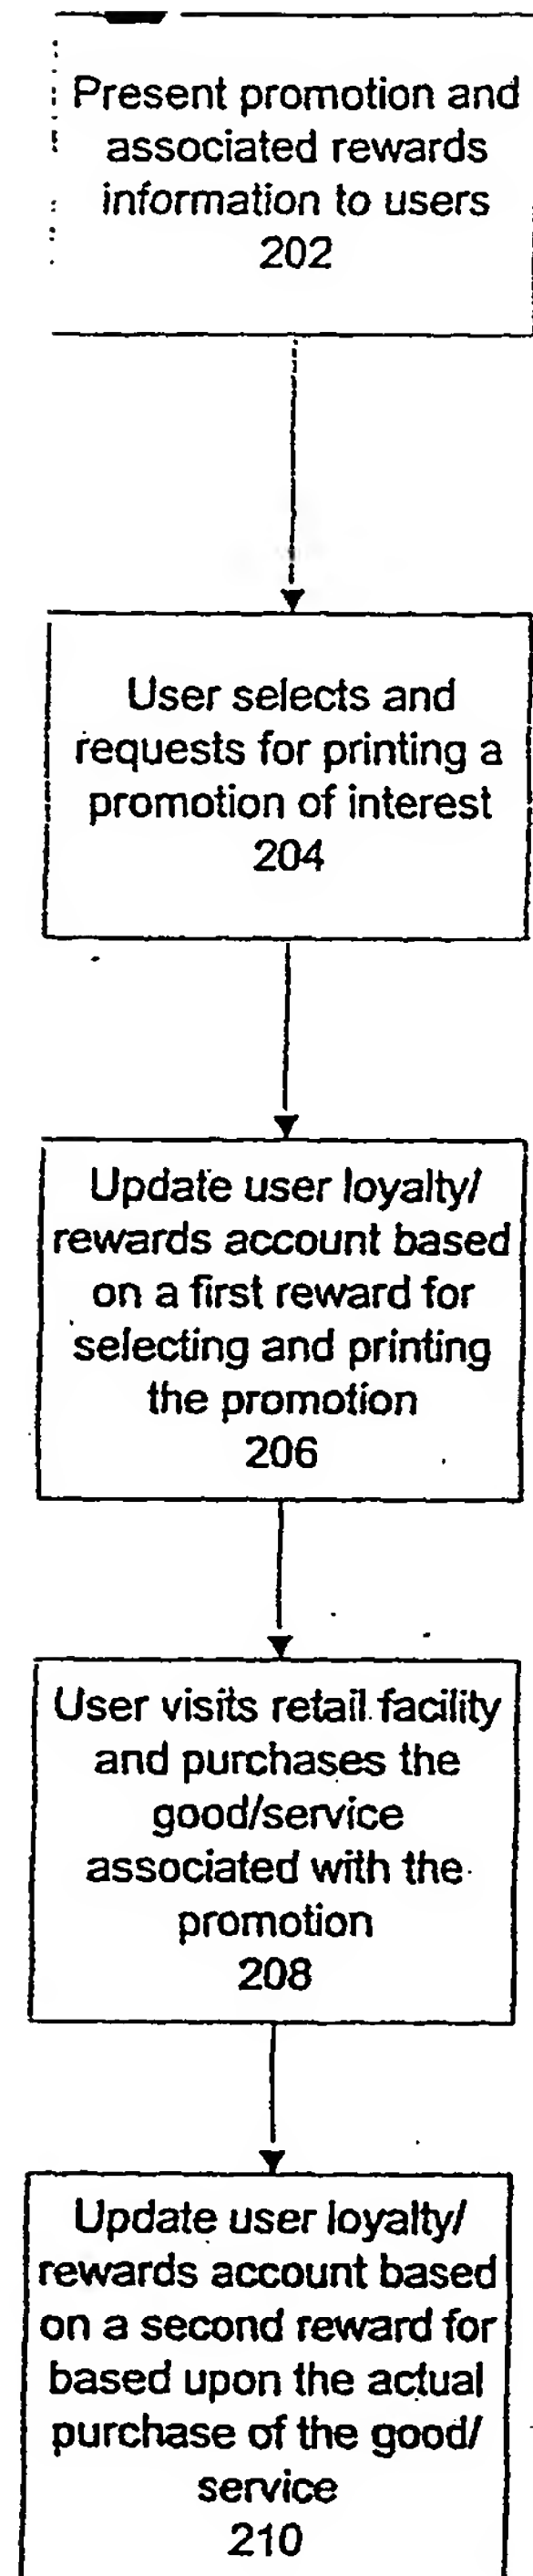 Present promotion and
associated rewards
information to users
202
User selects and
requests for printing a
promotion of interest
204
Update user loyalty/
rewards account based
on a first reward for
selecting and printing
the promotion
206
User visits retail facility
and purchases the
good/service
associated with the
promotion
208
Update user loyalty/
rewards account based
on a second reward for
based upon the actual
purchase of the good/
service
210